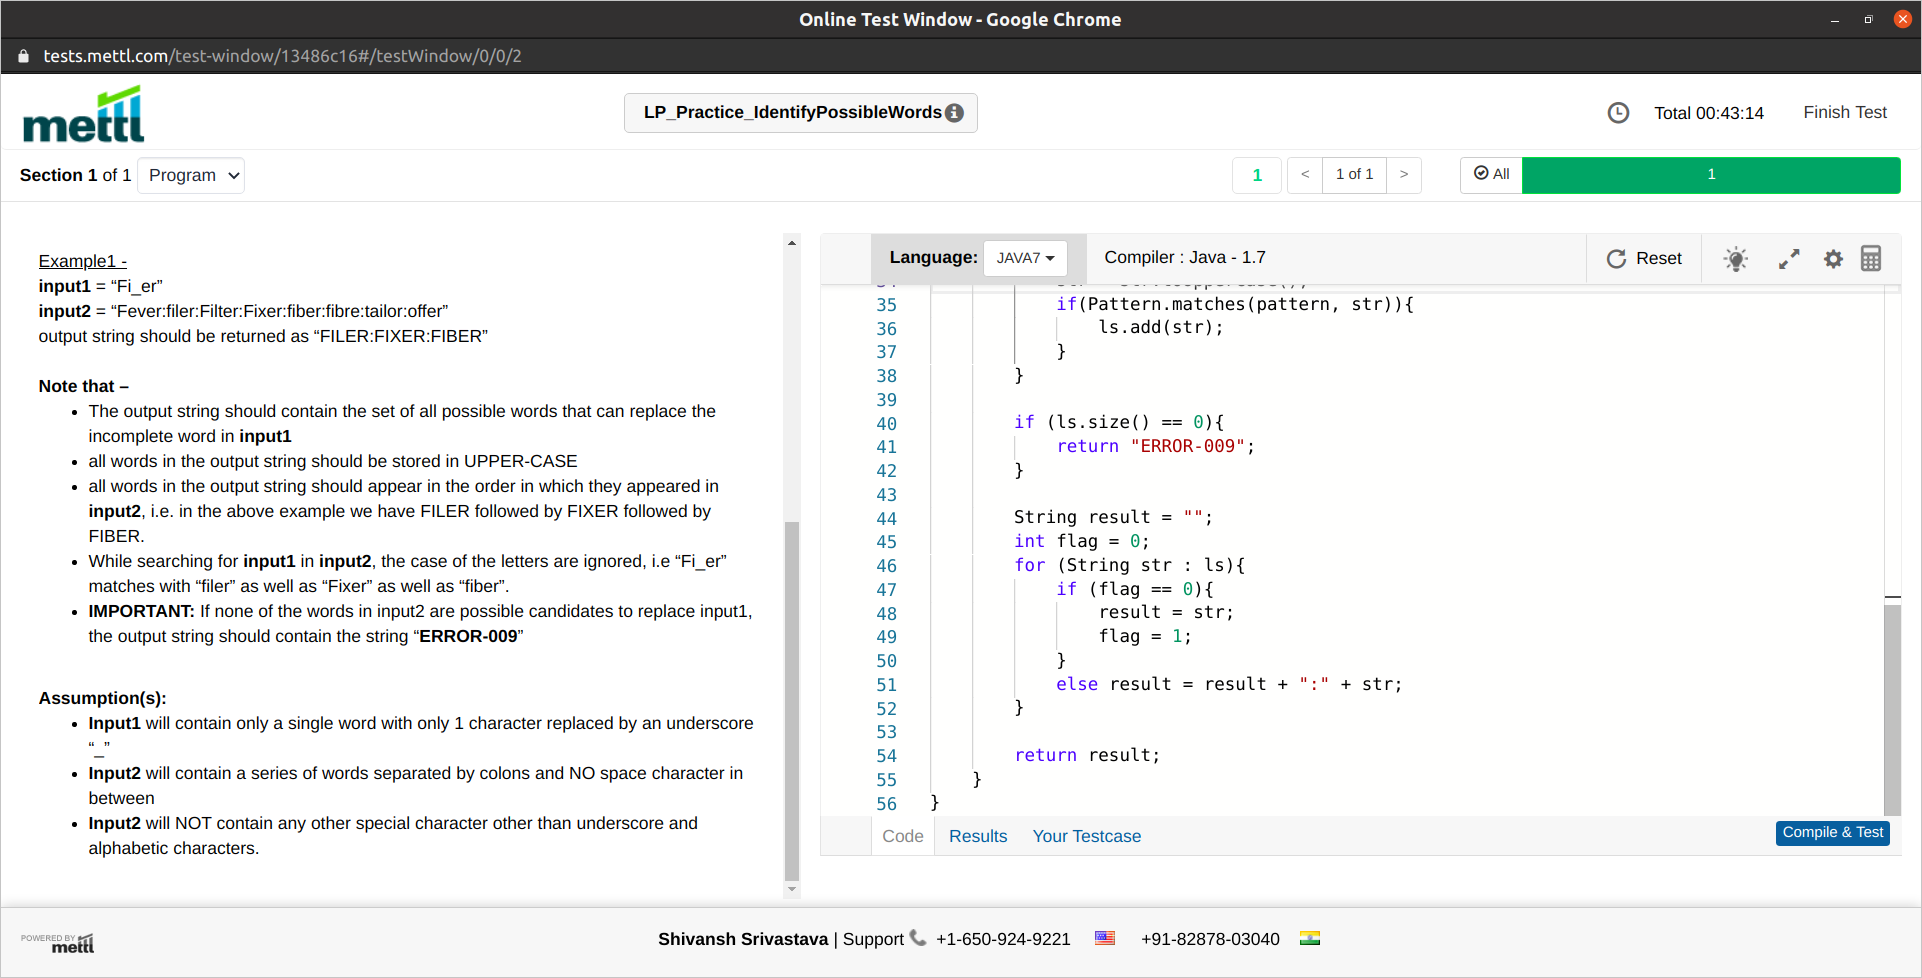 Online Test Window - Google Chrome
tests.mettl.com/test-window/13486c16#/testWindow/0/0/2
mettl
LP_Practice_IdentifyPossibleWords
Total 00:43:14
Finish Test
Section 1 of 1
Program
1
< 1 of 1 >
All
1
Example1 -
input1 = “Fi_er”
input2 = “Fever:filer:Filter:Fixer:fiber:fibre:tailor:offer”
output string should be returned as “FILER:FIXER:FIBER”
Note that –
• The output string should contain the set of all possible words that can replace the
incomplete word in input1
• all words in the output string should be stored in UPPER-CASE
• all words in the output string should appear in the order in which they appeared in
input2, i.e. in the above example we have FILER followed by FIXER followed by
FIBER.
• While searching for input1 in input2, the case of the letters are ignored, i.e “Fi_er”
matches with “filer” as well as “Fixer” as well as “fiber”.
• IMPORTANT: If none of the words in input2 are possible candidates to replace input1,
the output string should contain the string “ERROR-009”
Assumption(s):
• Input1 will contain only a single word with only 1 character replaced by an underscore
“_”
• Input2 will contain a series of words separated by colons and NO space character in
between
• Input2 will NOT contain any other special character other than underscore and
alphabetic characters.
Language: JAVA7
Compiler : Java - 1.7
Reset
35 if(Pattern.matches(pattern, str)){
36 ls.add(str);
37 }
38 }
39
40 if (ls.size() == 0){
41 return "ERROR-009";
42 }
43
44 String result = "";
45 int flag = 0;
46 for (String str : ls){
47 if (flag == 0){
48 result = str;
49 flag = 1;
50 }
51 else result = result + ":" + str;
52 }
53
54 return result;
55 }
56 }
Code
Results
Your Testcase
Compile & Test
POWERED BY
mettl
Shivansh Srivastava | Support +1-650-924-9221 +91-82878-03040